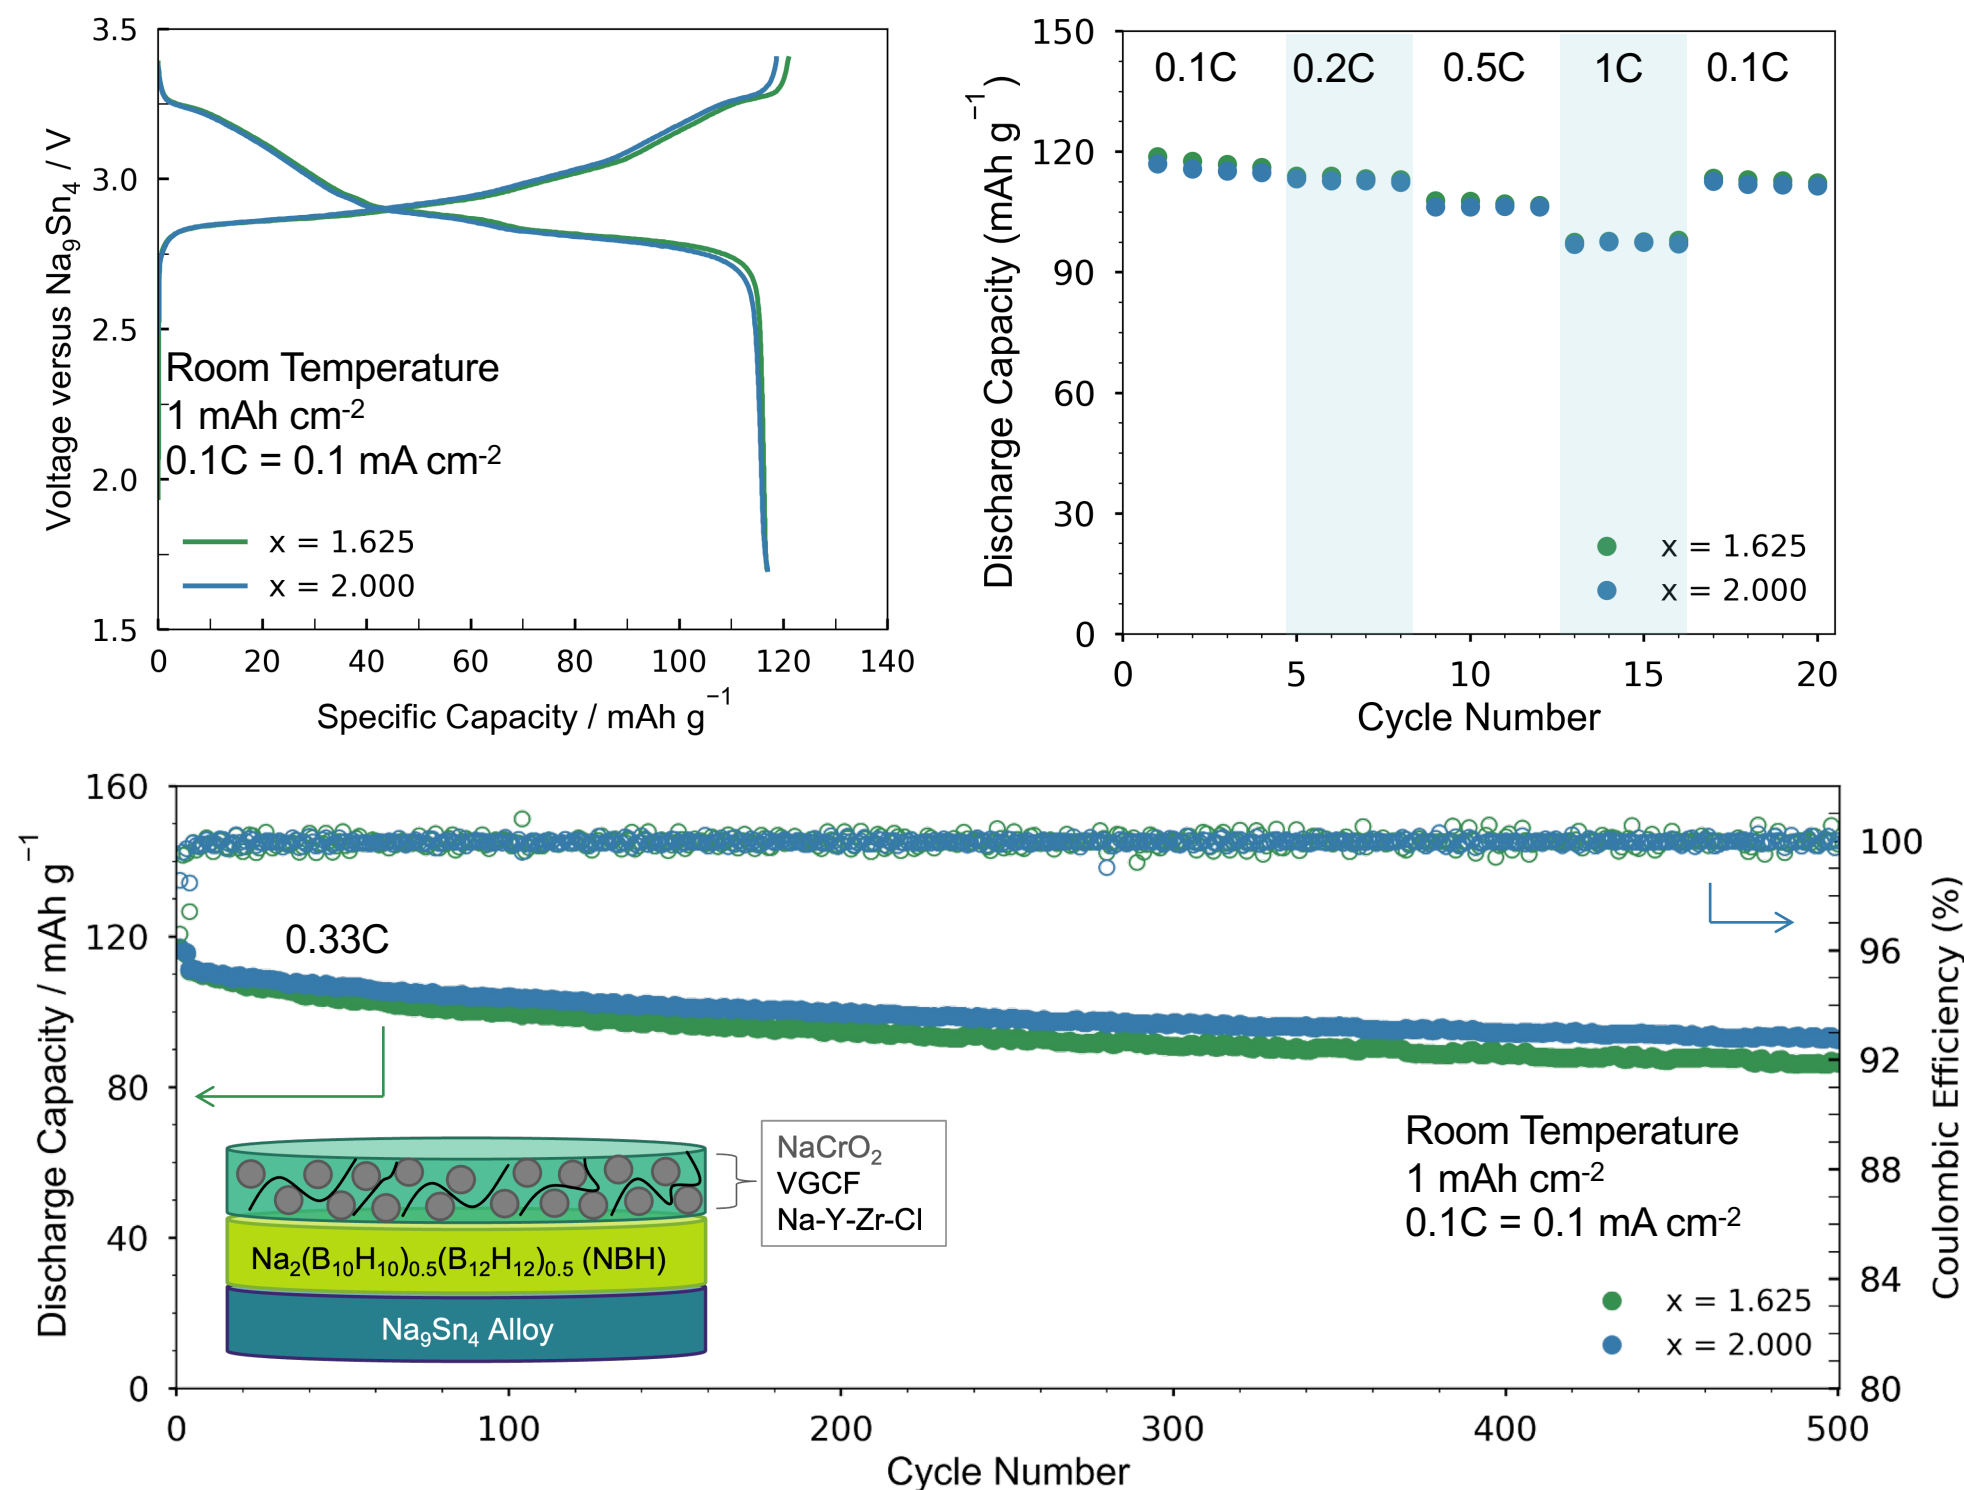 3.5
3.0
2.5
2.0
1.5
Voltage versus Na₉Sn₄ / V
Room Temperature
1 mAh cm⁻²
0.1C = 0.1 mA cm⁻²
x = 1.625
x = 2.000
0 20 40 60 80 100 120 140
Specific Capacity / mAh g⁻¹
150
120
90
60
30
0
Discharge Capacity (mAh g⁻¹)
0.1C 0.2C 0.5C 1C 0.1C
x = 1.625
x = 2.000
0 5 10 15 20
Cycle Number
160
120
80
40
0
Discharge Capacity / mAh g⁻¹
0.33C
NaCrO₂
VGCF
Na-Y-Zr-Cl
Na₂(B₁₀H₁₀)₀.₅(B₁₂H₁₂)₀.₅ (NBH)
Na₉Sn₄ Alloy
Room Temperature
1 mAh cm⁻²
0.1C = 0.1 mA cm⁻²
x = 1.625
x = 2.000
100
96
92
88
84
80
Coulombic Efficiency (%)
0 100 200 300 400 500
Cycle Number